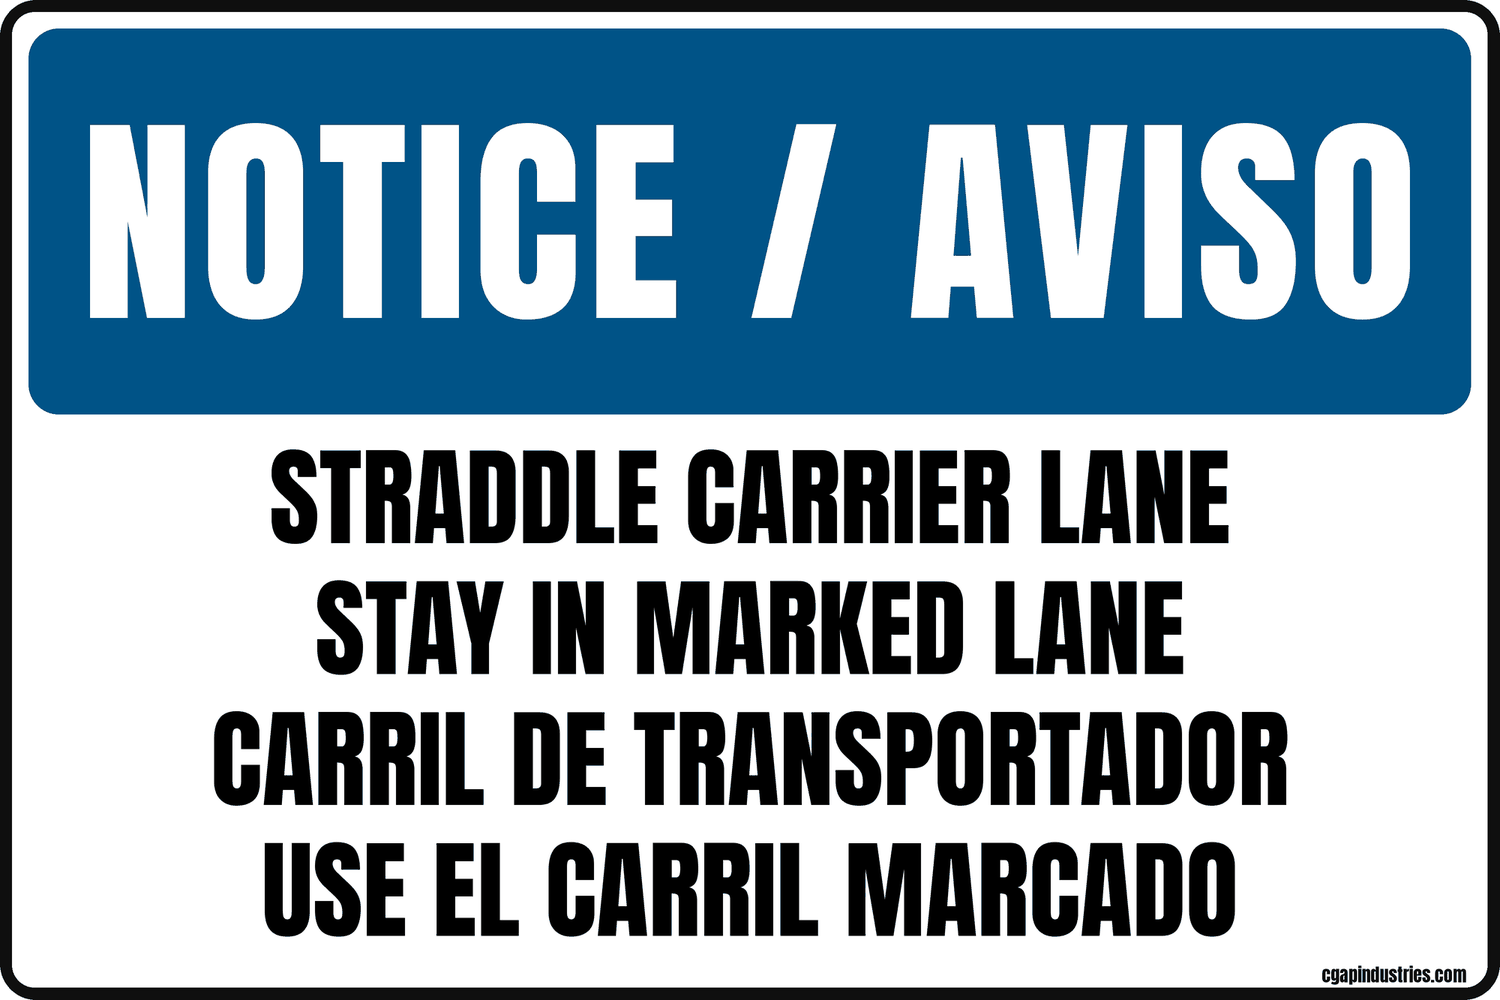 NOTICE / AVISO
STRADDLE CARRIER LANE
STAY IN MARKED LANE
CARRIL DE TRANSPORTADOR
USE EL CARRIL MARCADO
cgapindustries.com